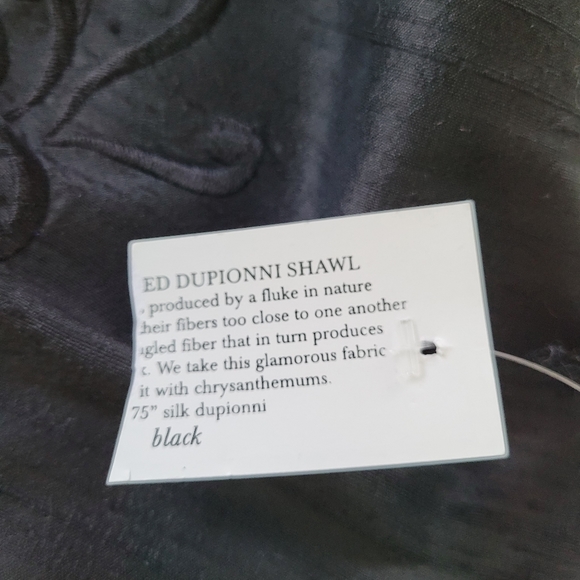 ED DUPIONNI SHAWL
, produced by a fluke in nature
heir fibers too close to one another
gled fiber that in turn produces
k. We take this glamorous fabric
it with chrysanthemums.
75” silk dupionni
black